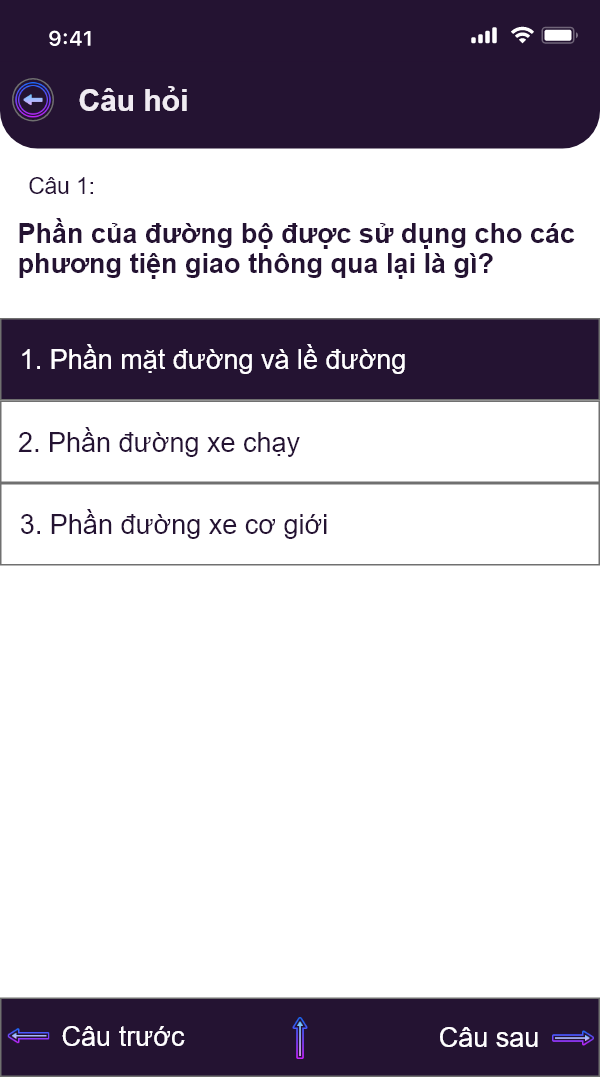 9:41
Câu hỏi
Câu 1:
Phần của đường bộ được sử dụng cho các
phương tiện giao thông qua lại là gì?
1. Phần mặt đường và lề đường
2. Phần đường xe chạy
3. Phần đường xe cơ giới
Câu trước
Câu sau